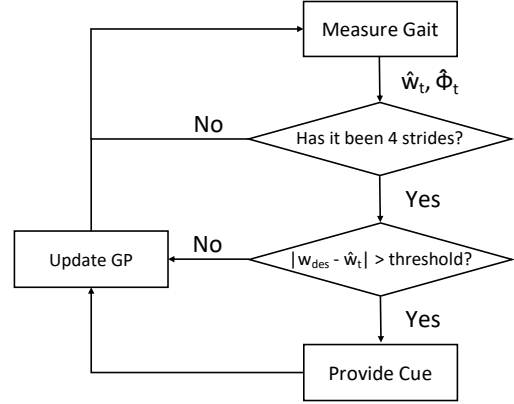 Measure Gait
ŵt, Φ̂t
No
Has it been 4 strides?
Yes
Update GP
No
|wdes - ŵt| > threshold?
Yes
Provide Cue